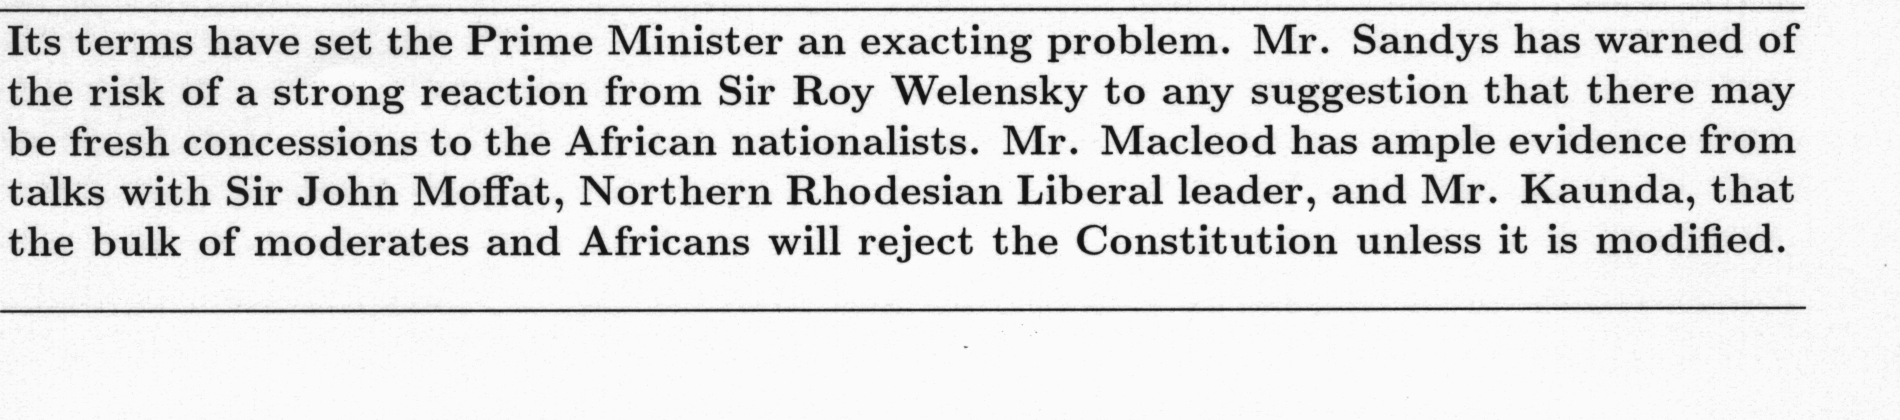 Its terms have set the Prime Minister an exacting problem. Mr. Sandys has warned of
the risk of a strong reaction from Sir Roy Welensky to any suggestion that there may
be fresh concessions to the African nationalists. Mr. Macleod has ample evidence from
talks with Sir John Moffat, Northern Rhodesian Liberal leader, and Mr. Kaunda, that
the bulk of moderates and Africans will reject the Constitution unless it is modified.